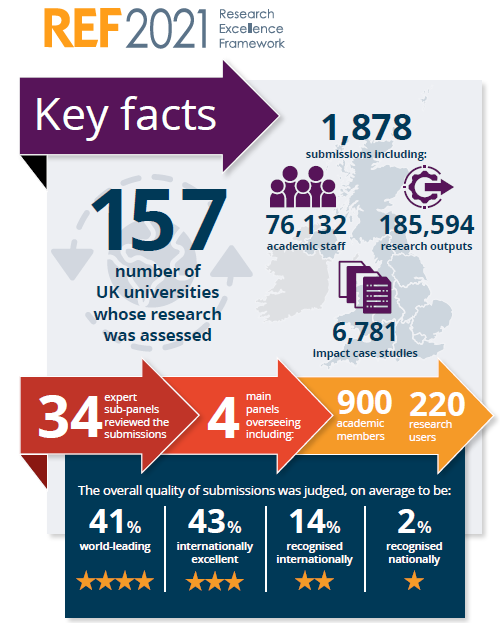 REF2021
Research
Excellence
Framework
Key facts
157
number of
UK universities
whose research
was assessed
1,878
submissions including:
76,132
academic staff
185,594
research outputs
6,781
Impact case studies
34
expert
sub-panels
reviewed the
submissions
4
main
panels
overseeing
including:
900
academic
members
220
research
users
The overall quality of submissions was judged, on average to be:
41%
world-leading
43%
internationally
excellent
14%
recognised
internationally
2%
recognised
nationally